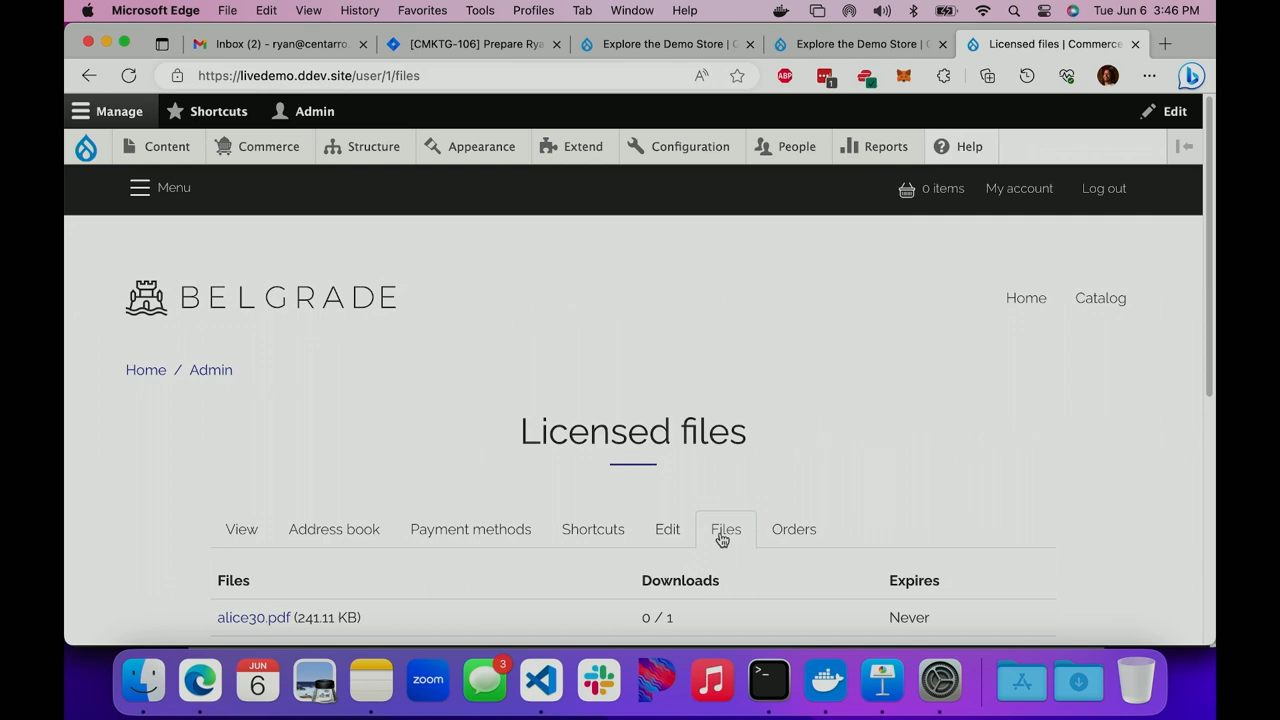 Microsoft Edge File Edit View History Favorites Tools Profiles Tab Window Help Tue Jun 6 3:46 PM
Inbox (2) - ryan@centarro. [CMKTG-106] Prepare Rya Explore the Demo Store | C Explore the Demo Store | C Licensed files | Commerce
https://livedemo.ddev.site/user/1/files
ABP 1
Manage Shortcuts Admin Edit
Content Commerce Structure Appearance Extend Configuration People Reports Help
Menu 0 items My account Log out
BELGRADE
Home Catalog
Home / Admin
Licensed files
View Address book Payment methods Shortcuts Edit Files Orders
Files Downloads Expires
alice30.pdf (241.11 KB) 0 / 1 Never
JUN
6
zoom
3